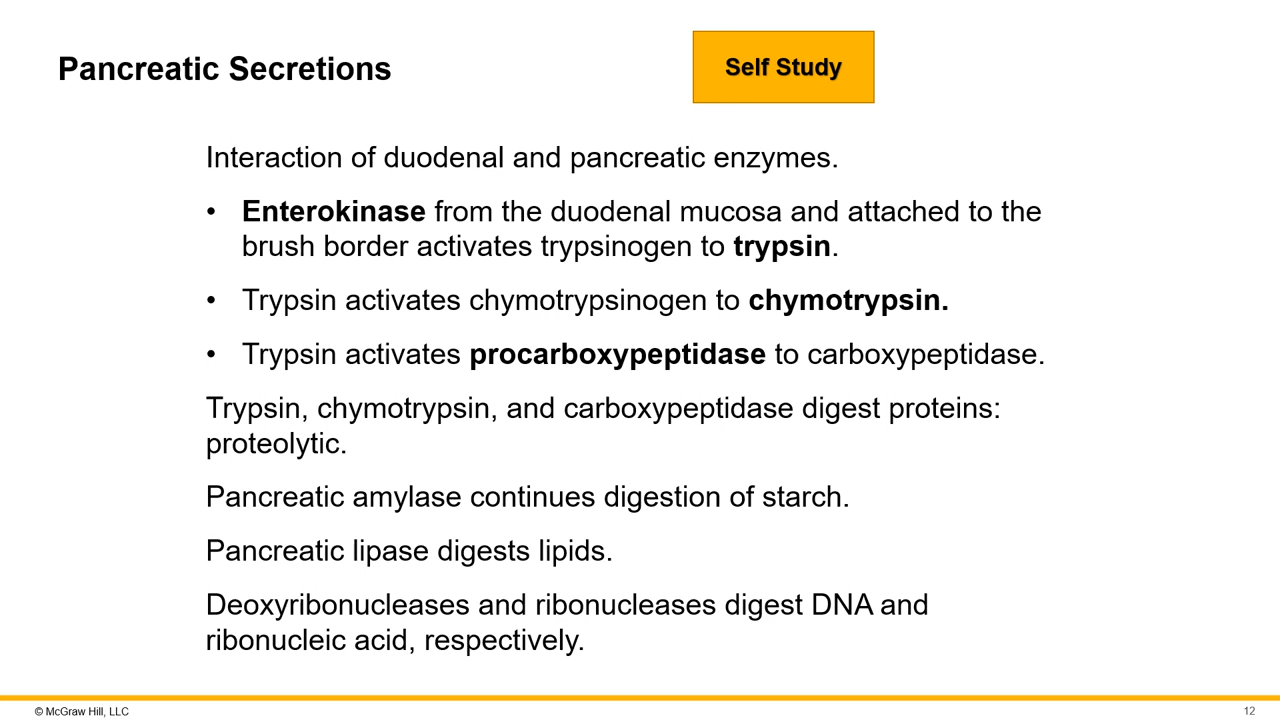 Pancreatic Secretions
Self Study
Interaction of duodenal and pancreatic enzymes.
• Enterokinase from the duodenal mucosa and attached to the
brush border activates trypsinogen to trypsin.
• Trypsin activates chymotrypsinogen to chymotrypsin.
• Trypsin activates procarboxypeptidase to carboxypeptidase.
Trypsin, chymotrypsin, and carboxypeptidase digest proteins:
proteolytic.
Pancreatic amylase continues digestion of starch.
Pancreatic lipase digests lipids.
Deoxyribonucleases and ribonucleases digest DNA and
ribonucleic acid, respectively.
© McGraw Hill, LLC
12